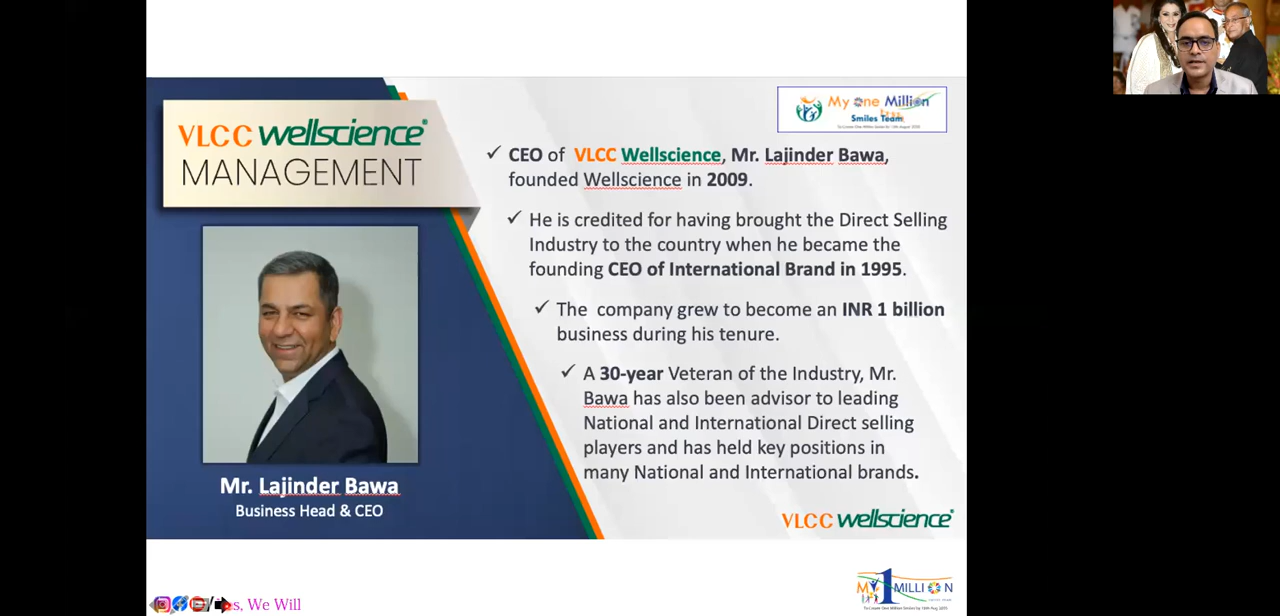 VLCC wellscience®
MANAGEMENT
Mr. Lajinder Bawa
Business Head & CEO
My One Million
Smiles Team
✓ CEO of VLCC Wellscience, Mr. Lajinder Bawa,
founded Wellscience in 2009.
✓ He is credited for having brought the Direct Selling
Industry to the country when he became the
founding CEO of International Brand in 1995.
✓ The company grew to become an INR 1 billion
business during his tenure.
✓ A 30-year Veteran of the Industry, Mr.
Bawa has also been advisor to leading
National and International Direct selling
players and has held key positions in
many National and International brands.
VLCC wellscience®
We Will
MY 1 MILLION